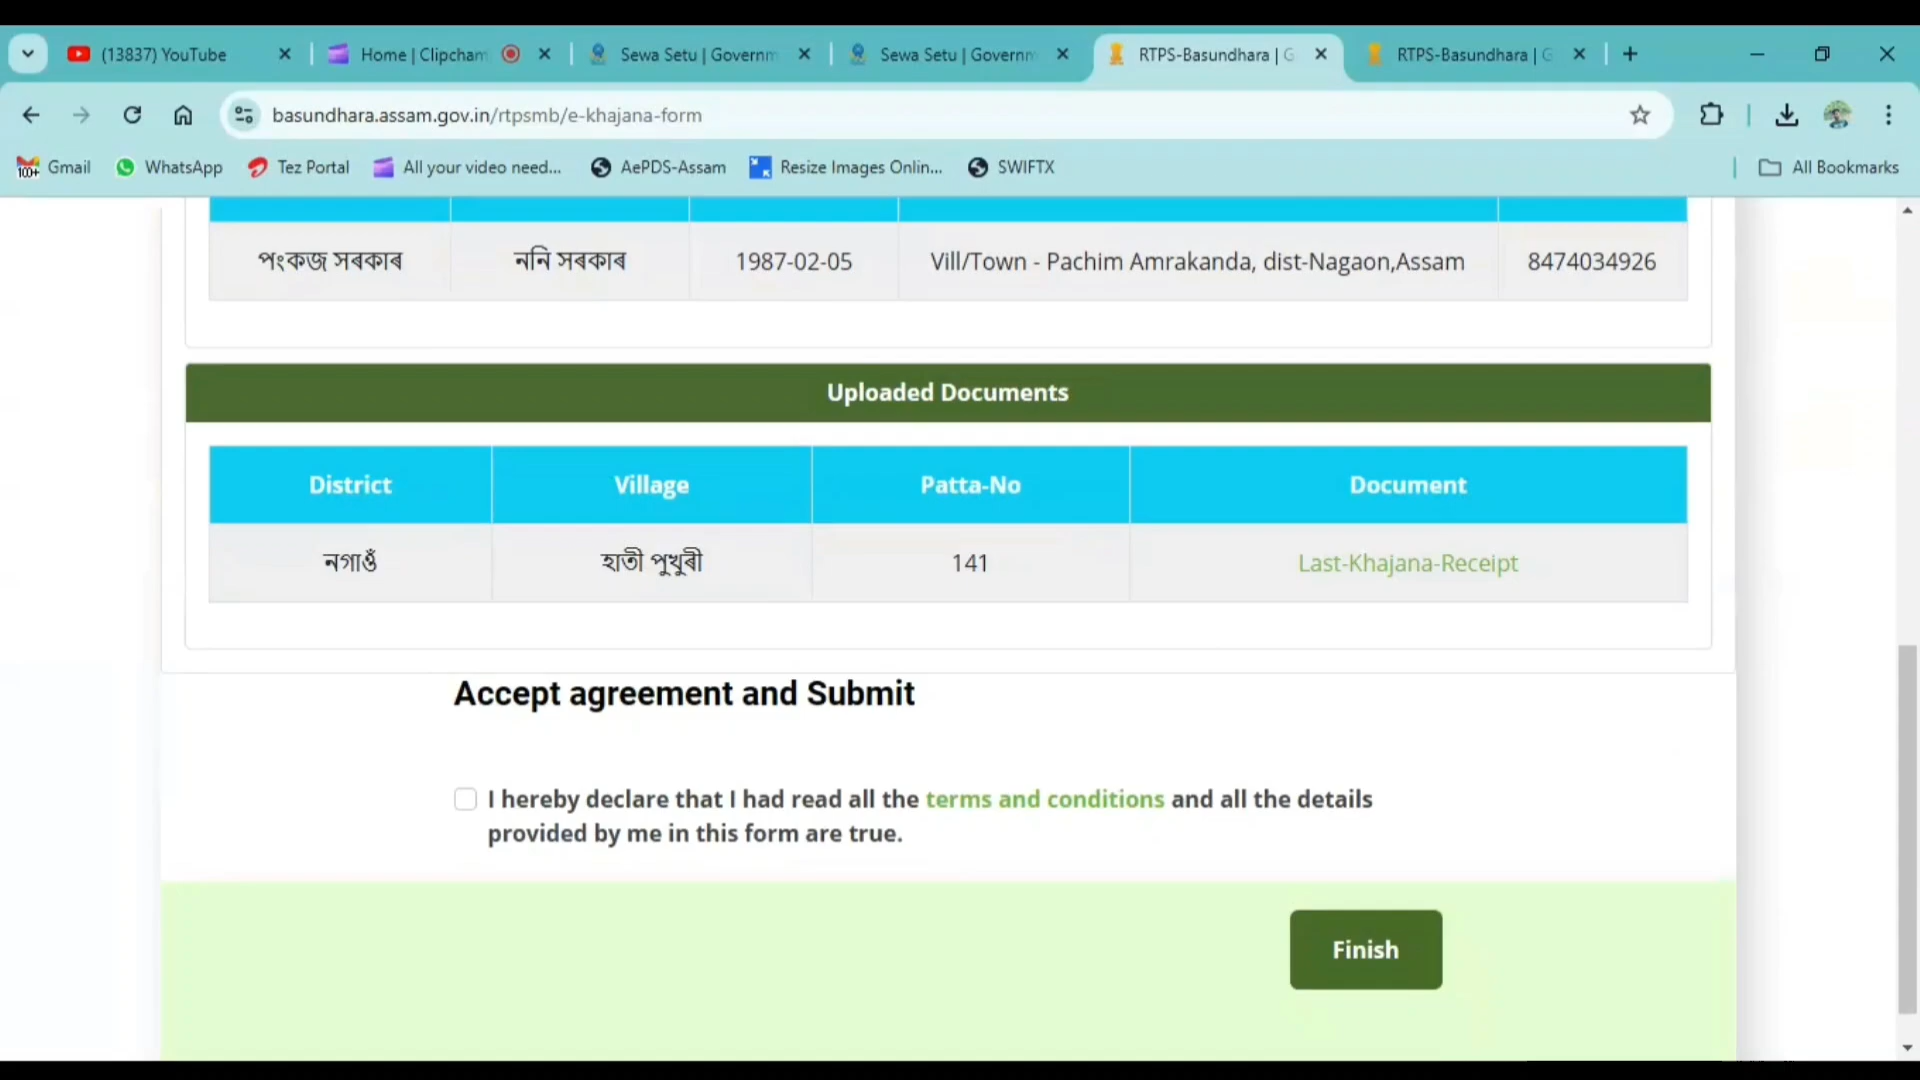 (13837) YouTube
Home | Clipcham
Sewa Setu | Governm
Sewa Setu | Governm
RTPS-Basundhara | G
RTPS-Basundhara | G
basundhara.assam.gov.in/rtpsmb/e-khajana-form
100+ Gmail
WhatsApp
Tez Portal
All your video need...
AePDS-Assam
Resize Images Onlin...
SWIFTX
All Bookmarks
পংকজ সৰকাৰ ননি সৰকাৰ 1987-02-05 Vill/Town - Pachim Amrakanda, dist-Nagaon,Assam 8474034926
Uploaded Documents
District Village Patta-No Document
নগাওঁ হাতী পুখুৰী 141 Last-Khajana-Receipt
Accept agreement and Submit
I hereby declare that I had read all the terms and conditions and all the details
provided by me in this form are true.
Finish